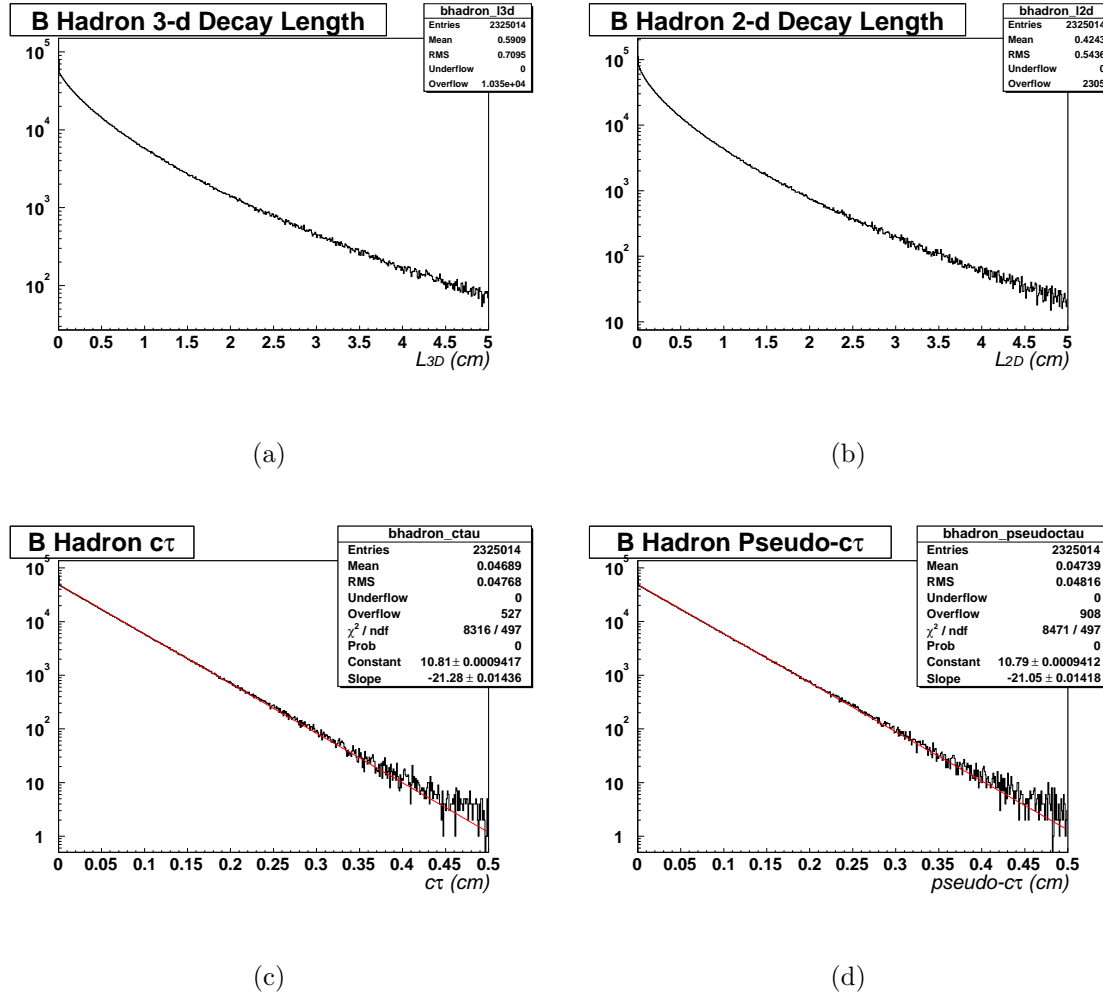 B Hadron 3-d Decay Length
bhadron_l3d
Entries 2325014
Mean 0.5909
RMS 0.7095
Underflow 0
Overflow 1.035e+04
10^5
10^4
10^3
10^2
0 0.5 1 1.5 2 2.5 3 3.5 4 4.5 5
L3D (cm)
(a)
B Hadron 2-d Decay Length
bhadron_l2d
Entries 2325014
Mean 0.4243
RMS 0.5436
Underflow 0
Overflow 2305
10^5
10^4
10^3
10^2
10
0 0.5 1 1.5 2 2.5 3 3.5 4 4.5 5
L2D (cm)
(b)
B Hadron cτ
bhadron_ctau
Entries 2325014
Mean 0.04689
RMS 0.04768
Underflow 0
Overflow 527
χ² / ndf 8316 / 497
Prob 0
Constant 10.81 ± 0.0009417
Slope -21.28 ± 0.01436
10^5
10^4
10^3
10^2
10
1
0 0.05 0.1 0.15 0.2 0.25 0.3 0.35 0.4 0.45 0.5
cτ (cm)
(c)
B Hadron Pseudo-cτ
bhadron_pseudoctau
Entries 2325014
Mean 0.04739
RMS 0.04816
Underflow 0
Overflow 908
χ² / ndf 8471 / 497
Prob 0
Constant 10.79 ± 0.0009412
Slope -21.05 ± 0.01418
10^5
10^4
10^3
10^2
10
1
0 0.05 0.1 0.15 0.2 0.25 0.3 0.35 0.4 0.45 0.5
pseudo-cτ (cm)
(d)